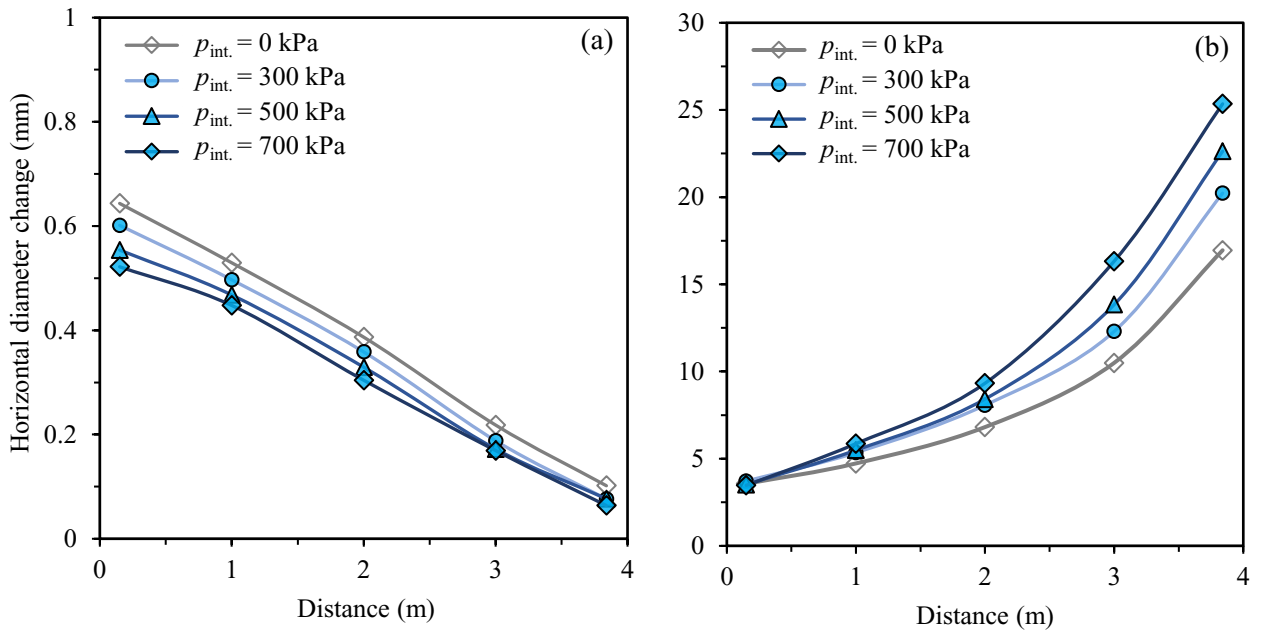 Horizontal diameter change (mm)
1
0.8
0.6
0.4
0.2
0
0 1 2 3 4
Distance (m)
(a)
pint. = 0 kPa
pint. = 300 kPa
pint. = 500 kPa
pint. = 700 kPa
30
25
20
15
10
5
0
0 1 2 3 4
Distance (m)
(b)
pint. = 0 kPa
pint. = 300 kPa
pint. = 500 kPa
pint. = 700 kPa